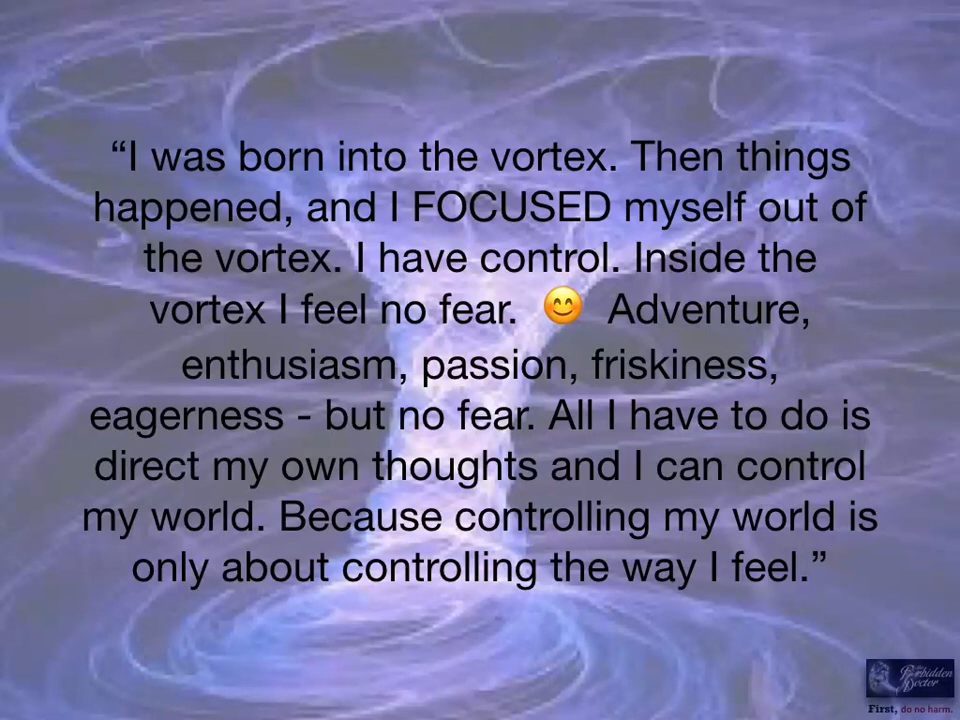 “I was born into the vortex. Then things
happened, and I FOCUSED myself out of
the vortex. I have control. Inside the
vortex I feel no fear. 😊 Adventure,
enthusiasm, passion, friskiness,
eagerness - but no fear. All I have to do is
direct my own thoughts and I can control
my world. Because controlling my world is
only about controlling the way I feel.”
Forbidden
Doctor
First, do no harm.